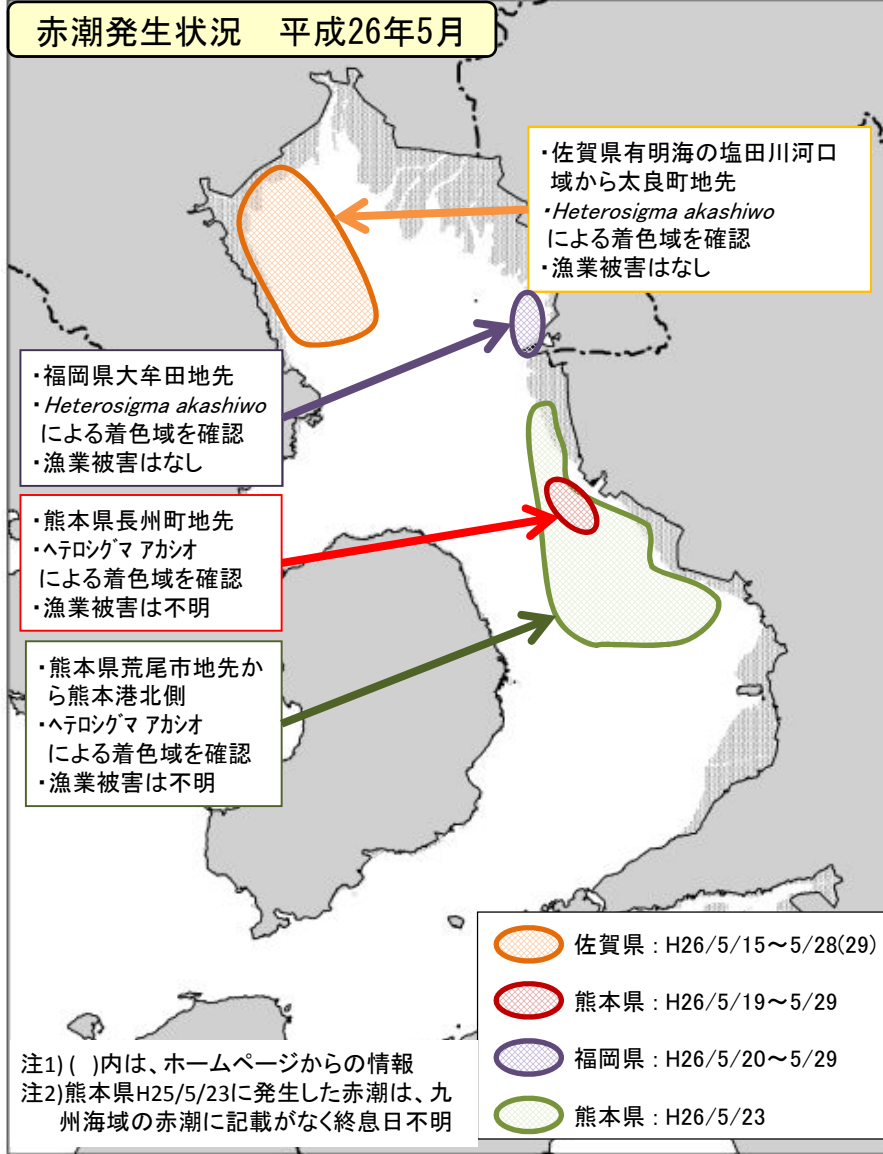 赤潮発生状況　平成26年5月
・佐賀県有明海の塩田川河口
域から太良町地先
・Heterosigma akashiwo
による着色域を確認
・漁業被害はなし
・福岡県大牟田地先
・Heterosigma akashiwo
による着色域を確認
・漁業被害はなし
・熊本県長州町地先
・ﾍﾃﾛｼｸﾞﾏ ｱｶｼｵ
による着色域を確認
・漁業被害は不明
・熊本県荒尾市地先か
ら熊本港北側
・ﾍﾃﾛｼｸﾞﾏ ｱｶｼｵ
による着色域を確認
・漁業被害は不明
佐賀県：H26/5/15～5/28(29)
熊本県：H26/5/19～5/29
福岡県：H26/5/20～5/29
熊本県：H26/5/23
注1)( )内は、ホームページからの情報
注2)熊本県H25/5/23に発生した赤潮は、九
州海域の赤潮に記載がなく終息日不明